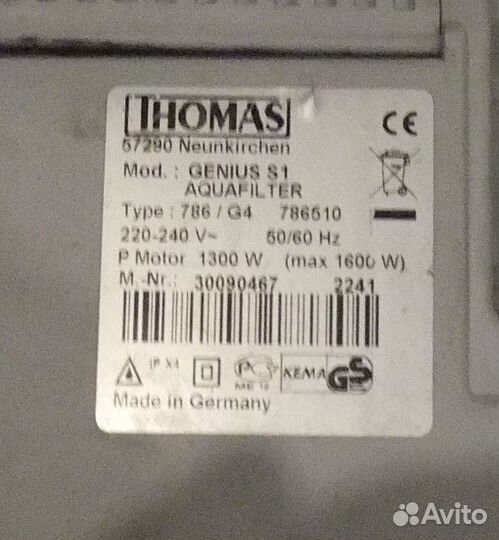 THOMAS
57290 Neunkirchen
Mod. : GENIUS S1
AQUAFILTER
Type : 786 / G4 786510
220-240 V~ 50/60 Hz
P Motor 1300 W (max 1600 W)
M.-Nr.: 30090467 2241
IP X4 KEMA GS
Made in Germany
Avito